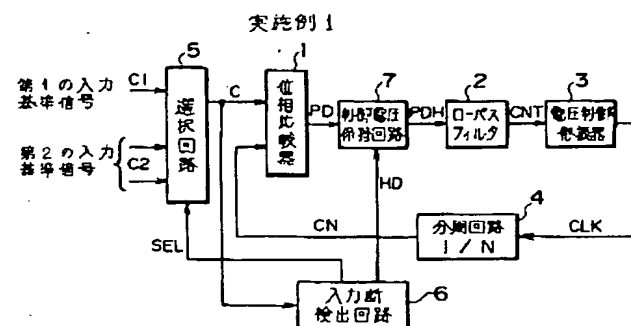 実施例1
5
1
7
2
3
第1の入力
基準信号
C1
選択回路
C
位相比較器
PD
制御電圧
保持回路
PDH
ローパス
フィルタ
CNT
電圧制御
発振器
第2の入力
基準信号
C2
HD
4
分周回路
1/N
CLK
CN
SEL
入力断
検出回路
6